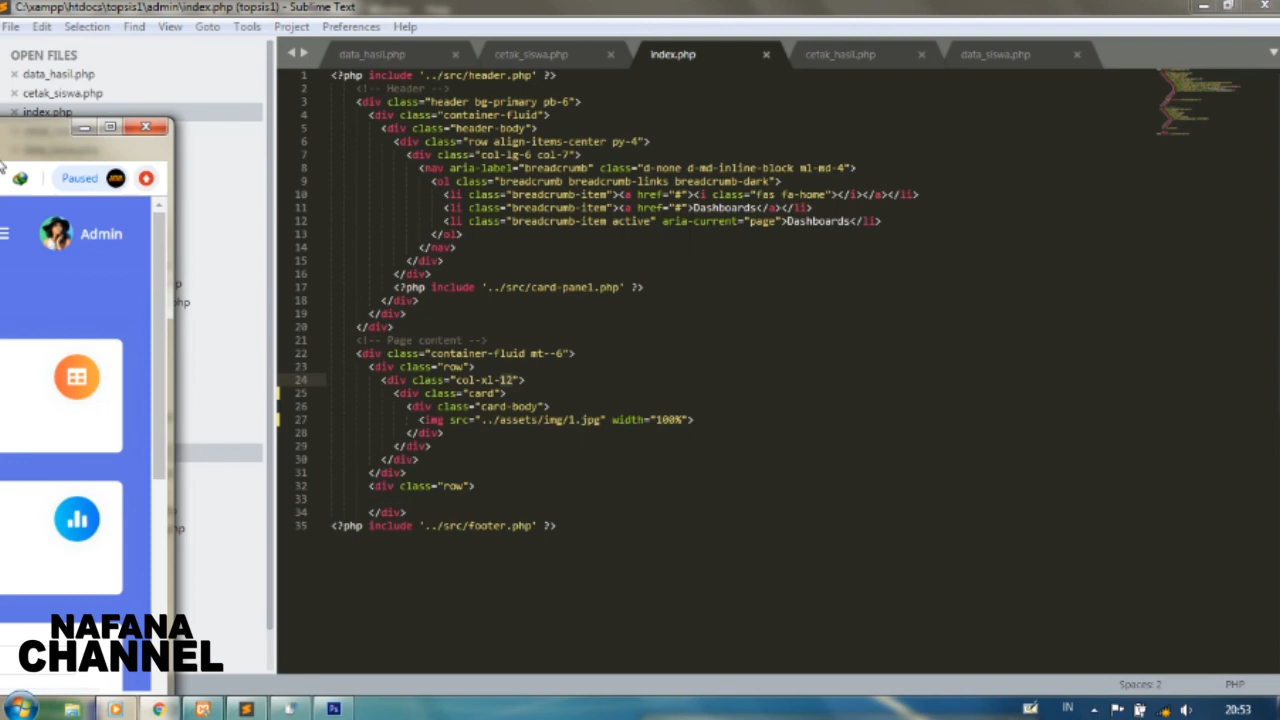 C:\xampp\htdocs\topsis1\admin\index.php (topsis1) - Sublime Text
File Edit Selection Find View Goto Tools Project Preferences Help
OPEN FILES
data_hasil.php
cetak_siswa.php
index.php
data_hasil.php cetak_siswa.php index.php cetak_hasil.php data_siswa.php
Paused
Admin
1 <?php include '../src/header.php' ?>
2 <!-- Header -->
3 <div class="header bg-primary pb-6">
4 <div class="container-fluid">
5 <div class="header-body">
6 <div class="row align-items-center py-4">
7 <div class="col-lg-6 col-7">
8 <nav aria-label="breadcrumb" class="d-none d-md-inline-block ml-md-4">
9 <ol class="breadcrumb breadcrumb-links breadcrumb-dark">
10 <li class="breadcrumb-item"><a href="#"><i class="fas fa-home"></i></a></li>
11 <li class="breadcrumb-item"><a href="#">Dashboards</a></li>
12 <li class="breadcrumb-item active" aria-current="page">Dashboards</li>
13 </ol>
14 </nav>
15 </div>
16 </div>
17 <?php include '../src/card-panel.php' ?>
18 </div>
19 </div>
20 </div>
21 <!-- Page content -->
22 <div class="container-fluid mt--6">
23 <div class="row">
24 <div class="col-xl-12">
25 <div class="card">
26 <div class="card-body">
27 <img src="../assets/img/1.jpg" width="100%">
28 </div>
29 </div>
30 </div>
31 </div>
32 <div class="row">
33
34 </div>
35 <?php include '../src/footer.php' ?>
NAFANA
CHANNEL
Spaces: 2 PHP
IN 20:53